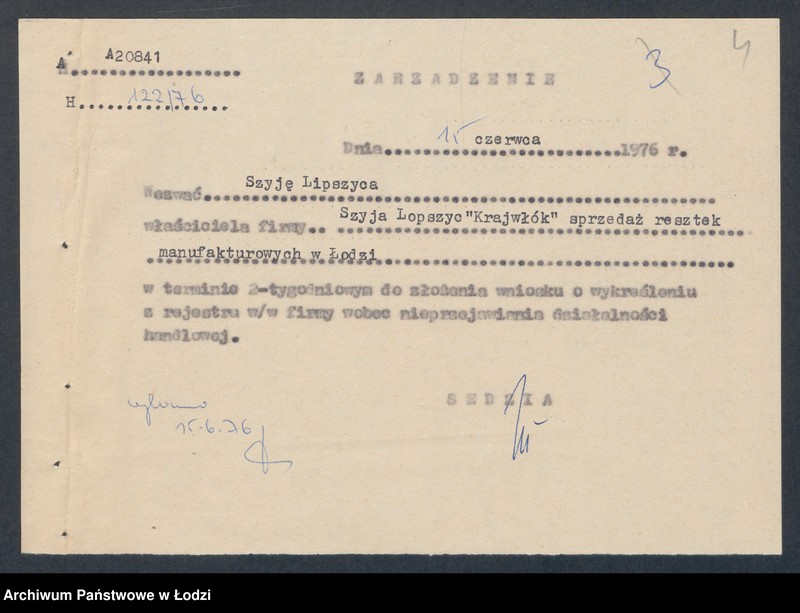 A A20841
3 4
ZARZADZENIE
H 122/76
Dnia 15 czerwca 1976 r.
Wezwać Szyję Lipszyca
właściciela firmy.. Szyja Lopszyc"Krajwłók" sprzedaż resztek
manufakturowych w Łodzi
w terminie 2-tygodniowym do złożenia wniosku o wykreśleniu
z rejestru w/w firmy wobec nieprzejawiania działalności
handlowej.
SEDZIA
15.6.76
Archiwum Państwowe w Łodzi